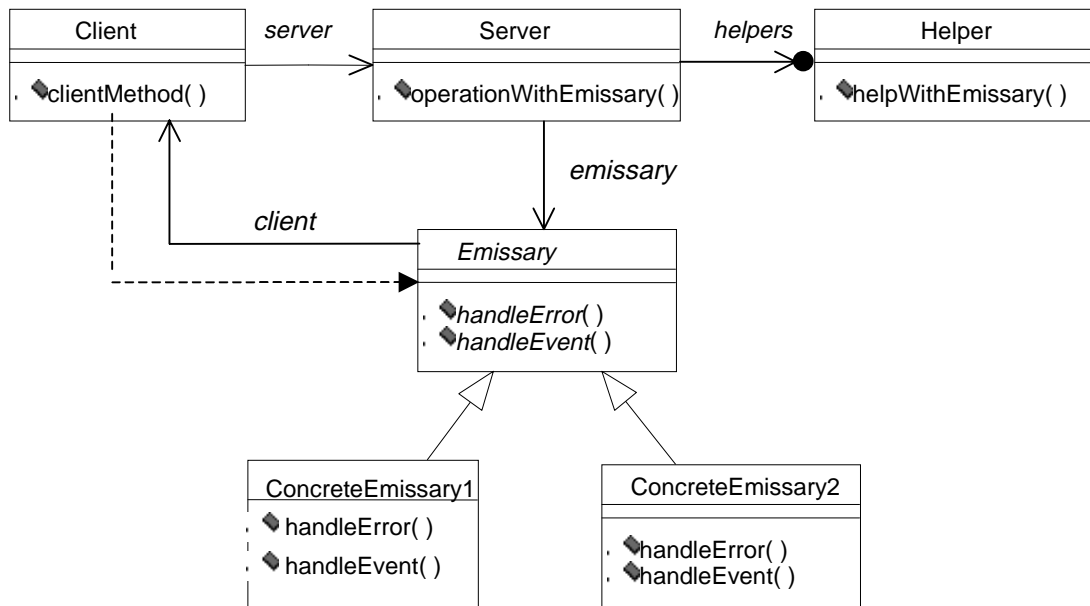 Client
server
Server
helpers
Helper
clientMethod( )
operationWithEmissary( )
helpWithEmissary( )
emissary
client
Emissary
handleError( )
handleEvent( )
ConcreteEmissary1
handleError( )
handleEvent( )
ConcreteEmissary2
handleError( )
handleEvent( )